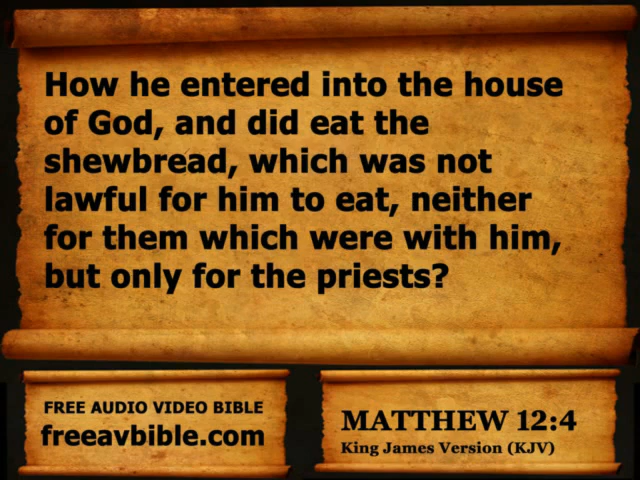 How he entered into the house
of God, and did eat the
shewbread, which was not
lawful for him to eat, neither
for them which were with him,
but only for the priests?
FREE AUDIO VIDEO BIBLE
freeavbible.com
MATTHEW 12:4
King James Version (KJV)